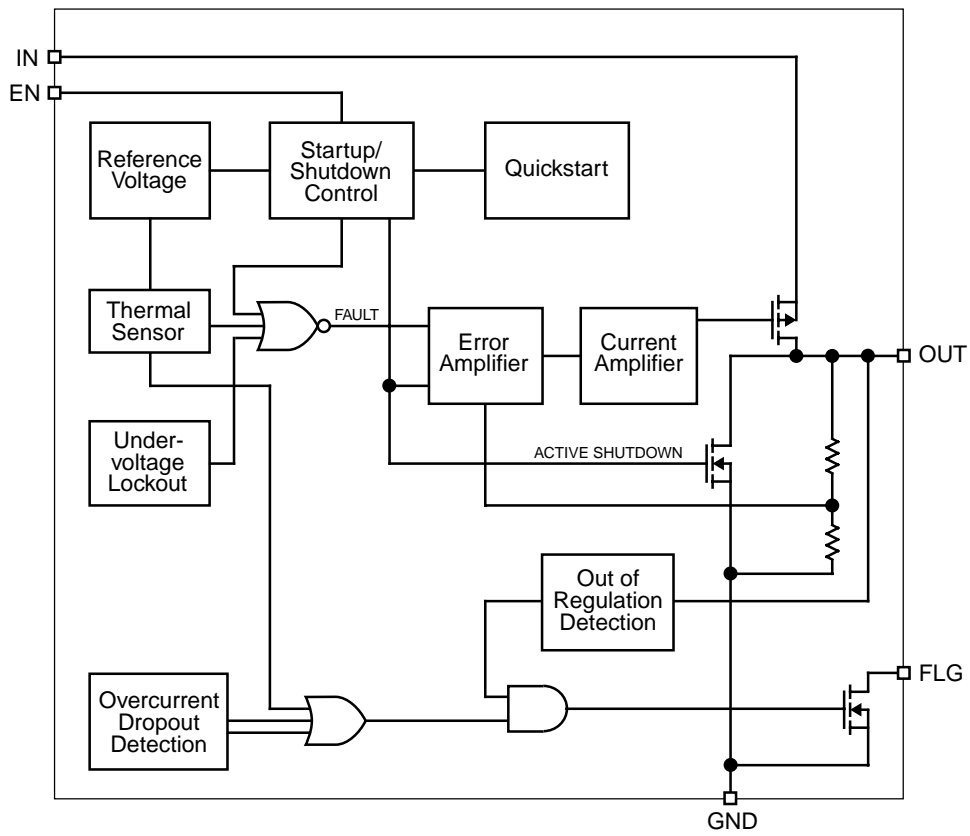 IN
EN
Reference
Voltage
Startup/
Shutdown
Control
Quickstart
Thermal
Sensor
FAULT
Error
Amplifier
Current
Amplifier
OUT
Under-
voltage
Lockout
ACTIVE SHUTDOWN
Out of
Regulation
Detection
Overcurrent
Dropout
Detection
FLG
GND